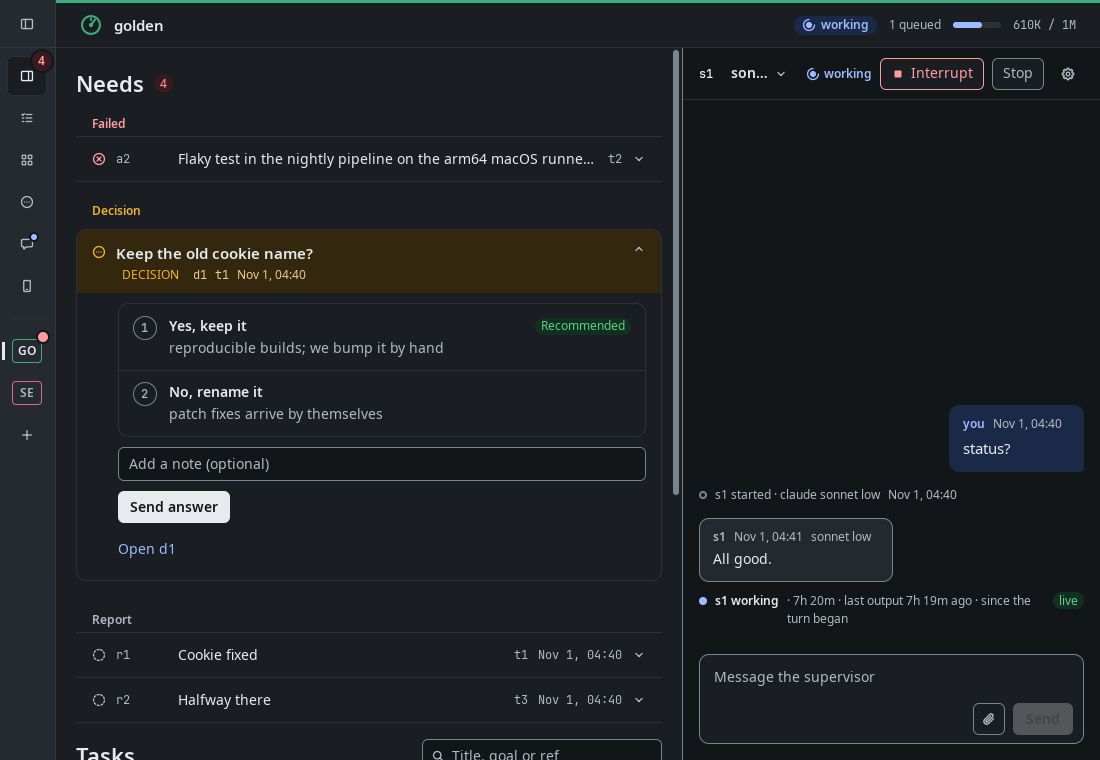 golden
working
1 queued
610K / 1M
4
Needs 4
Failed
a2 Flaky test in the nightly pipeline on the arm64 macOS runne… t2
Decision
Keep the old cookie name?
DECISION d1 t1 Nov 1, 04:40
1 Yes, keep it Recommended
reproducible builds; we bump it by hand
2 No, rename it
patch fixes arrive by themselves
Add a note (optional)
Send answer
Open d1
Report
r1 Cookie fixed t1 Nov 1, 04:40
r2 Halfway there t3 Nov 1, 04:40
Tasks
Title, goal or ref
GO
SE
s1 son… working Interrupt Stop
you Nov 1, 04:40
status?
s1 started · claude sonnet low Nov 1, 04:40
s1 Nov 1, 04:41 sonnet low
All good.
s1 working · 7h 20m · last output 7h 19m ago · since the live
turn began
Message the supervisor
Send